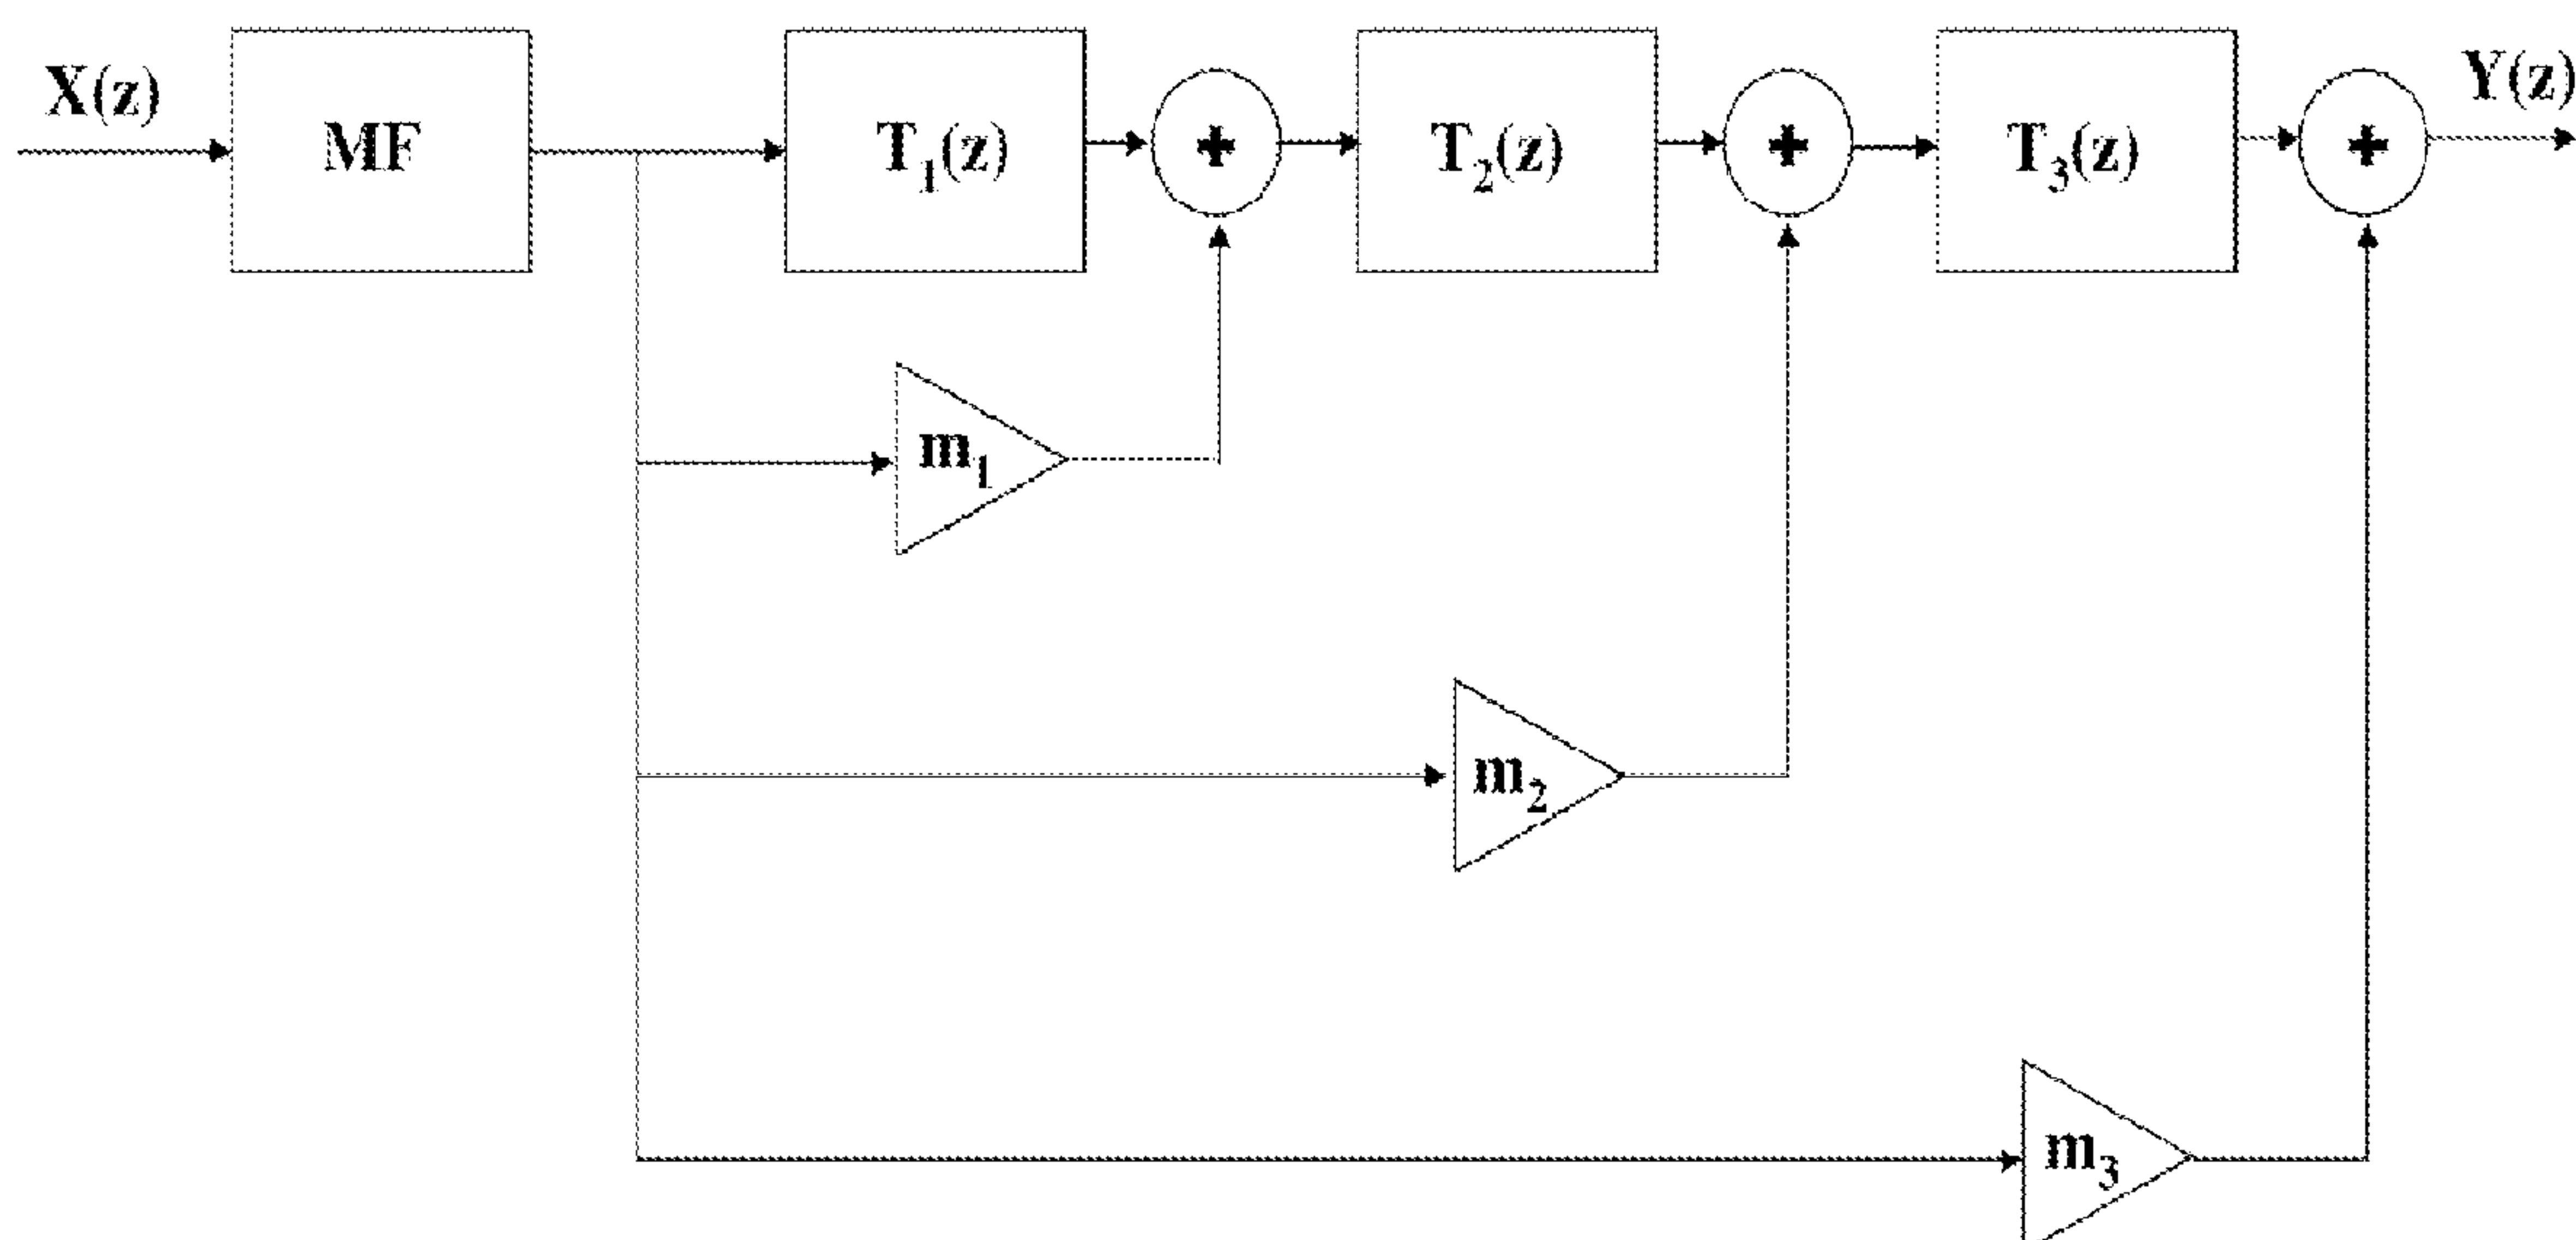 X(z)
MF
T₁(z)
+
T₂(z)
+
T₃(z)
+
Y(z)
m₁
m₂
m₃